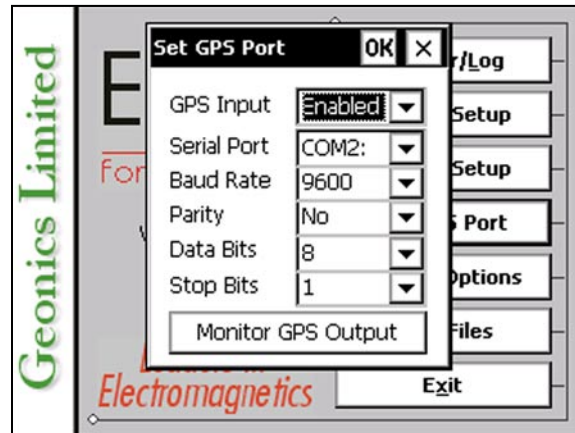 Geonics Limited
Set GPS Port OK ×
GPS Input Enabled
Serial Port COM2:
Baud Rate 9600
Parity No
Data Bits 8
Stop Bits 1
Monitor GPS Output
r/Log
Setup
Setup
Port
Options
Files
Exit
E
For
Electromagnetics